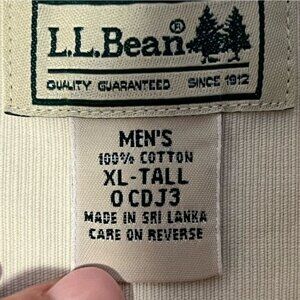 L.L.Bean®
QUALITY GUARANTEED SINCE 1912
MEN'S
100% COTTON
XL-TALL
0 CDJ3
MADE IN SRI LANKA
CARE ON REVERSE